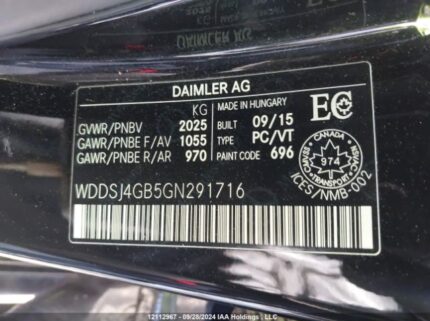 DAIMLER AG
KG
MADE IN HUNGARY
EC
GVWR/PNBV 2025
BUILT 09/15
GAWR/PNBE F/AV 1055
TYPE PC/VT
GAWR/PNBE R/AR 970
PAINT CODE 696
CANADA
974
TRANSPORT
ICES/NMB-002
WDDSJ4GB5GN291716
12112967 - 09/28/2024 IAA Holdings, LLC